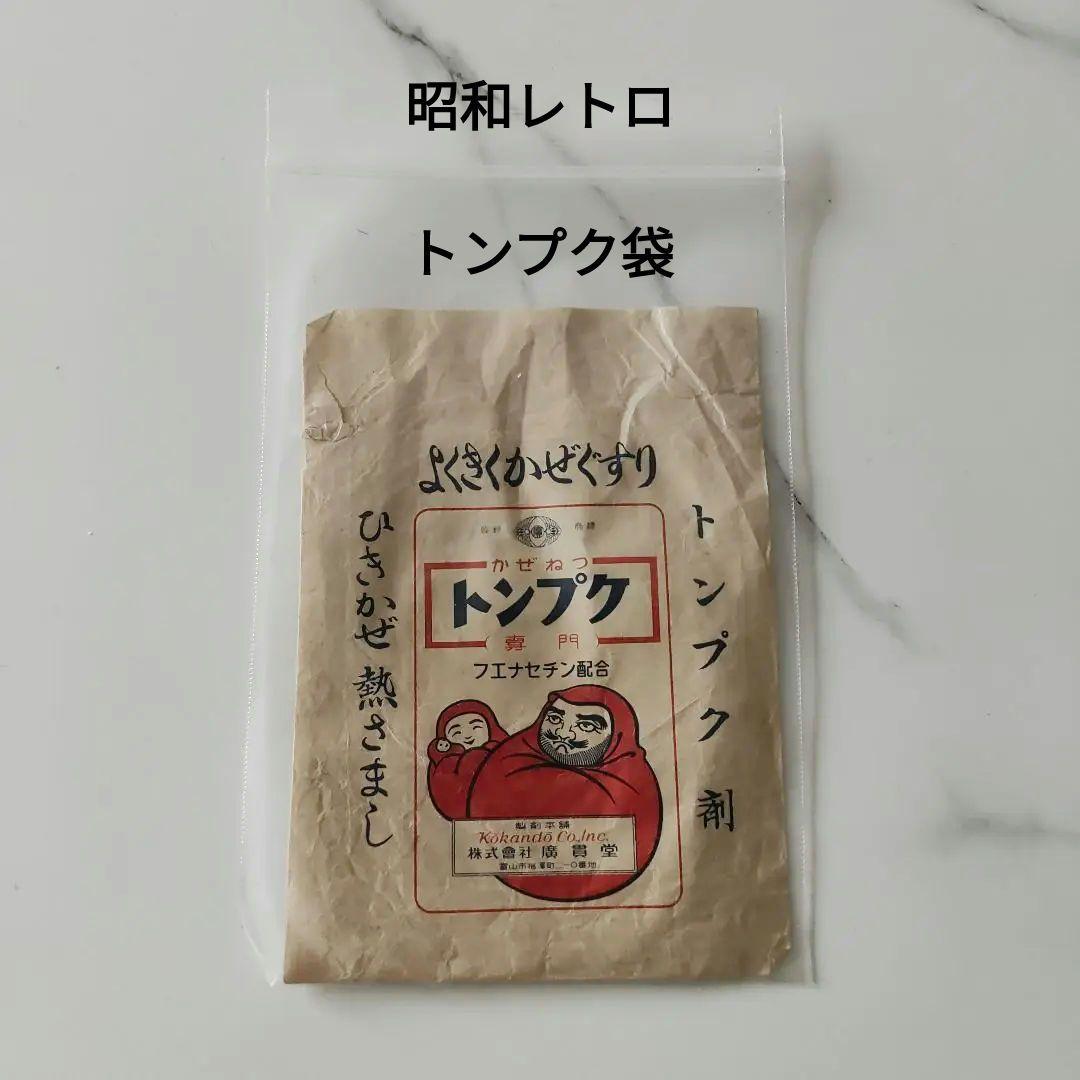 昭和レトロ
トンプク袋
よくきくかぜぐすり
トンプク剤
かぜねつ
トンプク
(専門)
フエナセチン配合
ひきかぜ熱さまし
製剤本舗
Kōkandō Co.,Inc.
株式會社廣貫堂